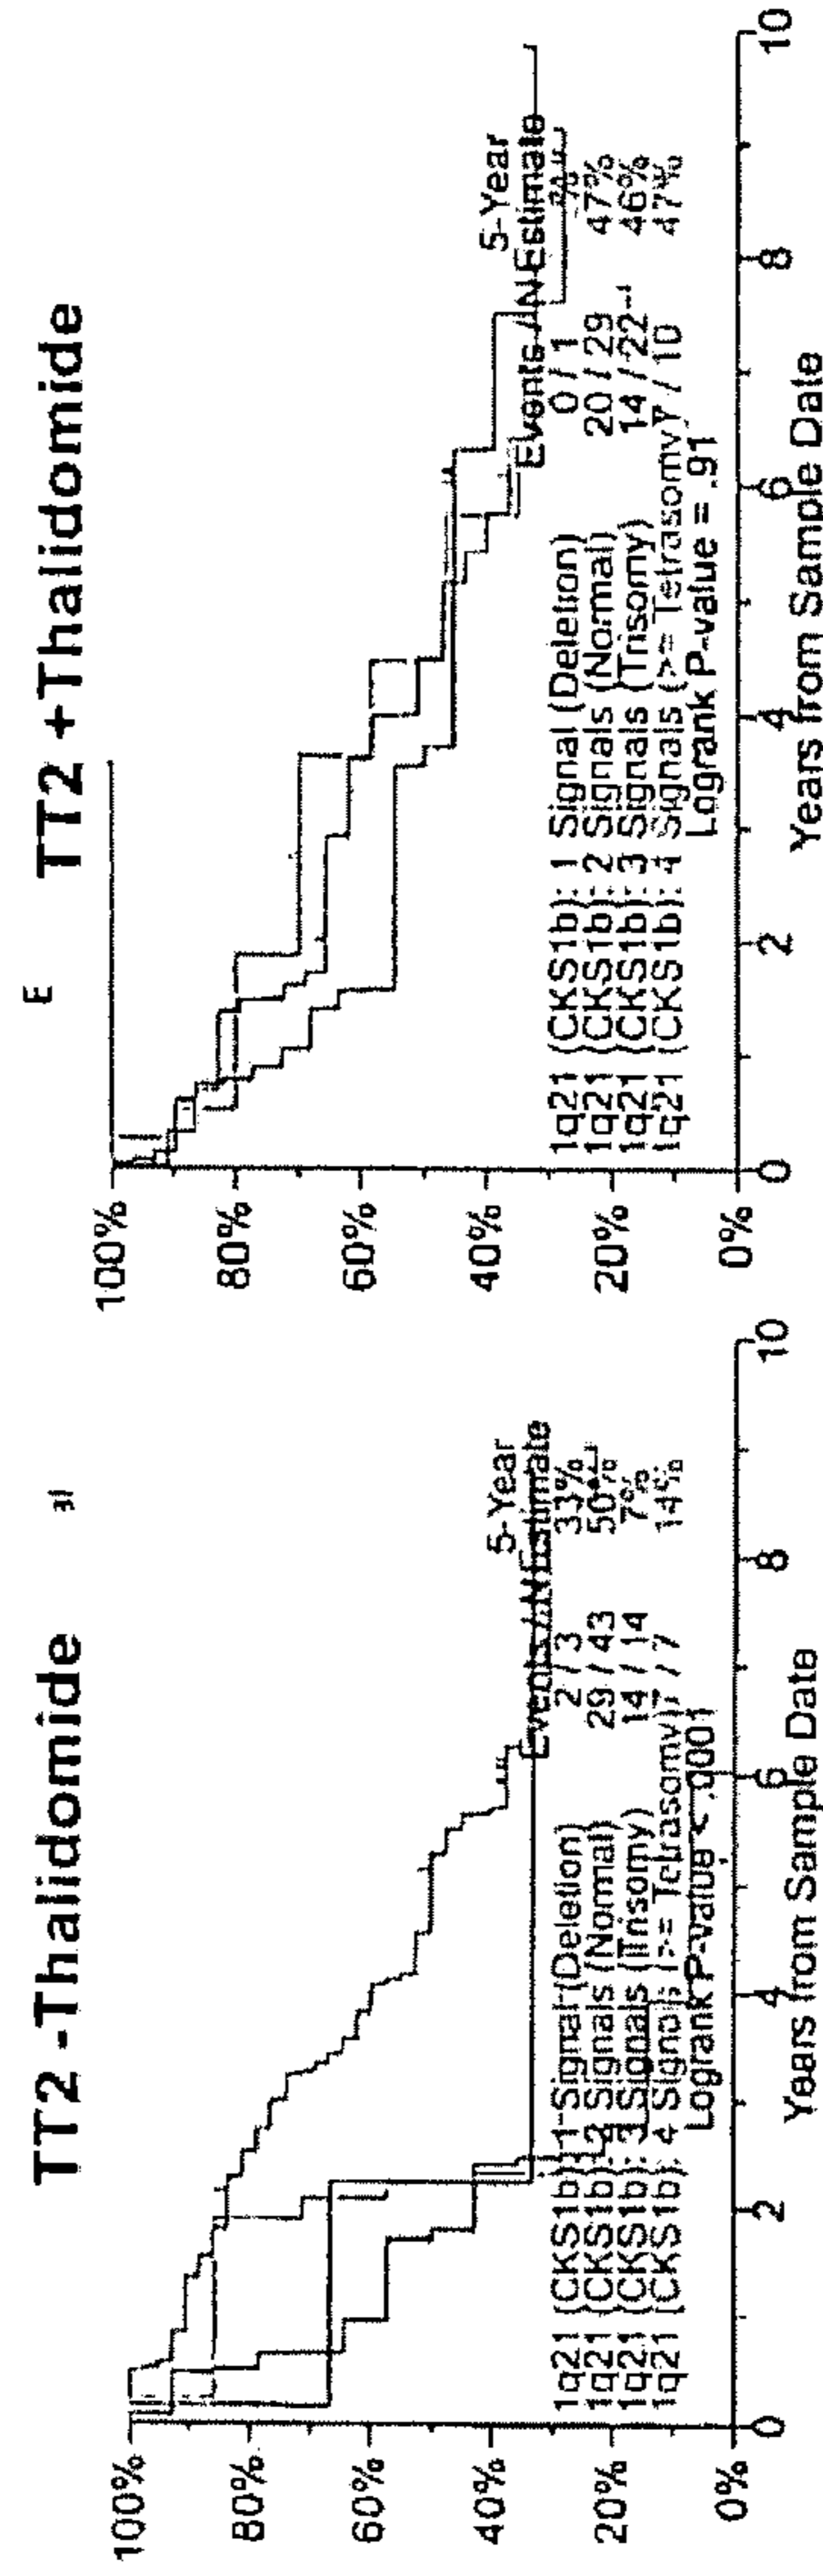 TT2 -Thalidomide
100%
80%
60%
40%
20%
0%
5-Year
Events / N Estimate
1q21 (CKS1b): 1 Signal (Deletion) 2 / 3 33%
1q21 (CKS1b): 2 Signals (Normal) 29 / 43 50%
1q21 (CKS1b): 3 Signals (Trisomy) 14 / 14 7%
1q21 (CKS1b): 4 Signals (>= Tetrasomy) 7 / 7 14%
Logrank P-value < .0001
0 2 4 6 8 10
Years from Sample Date
E
TT2 +Thalidomide
100%
80%
60%
40%
20%
0%
5-Year
Events / N Estimate
1q21 (CKS1b): 1 Signal (Deletion) 0 / 1 %
1q21 (CKS1b): 2 Signals (Normal) 20 / 29 47%
1q21 (CKS1b): 3 Signals (Trisomy) 14 / 22 46%
1q21 (CKS1b): 4 Signals (>= Tetrasomy / 10 47%
Logrank P-value = .91
0 2 4 6 8 10
Years from Sample Date